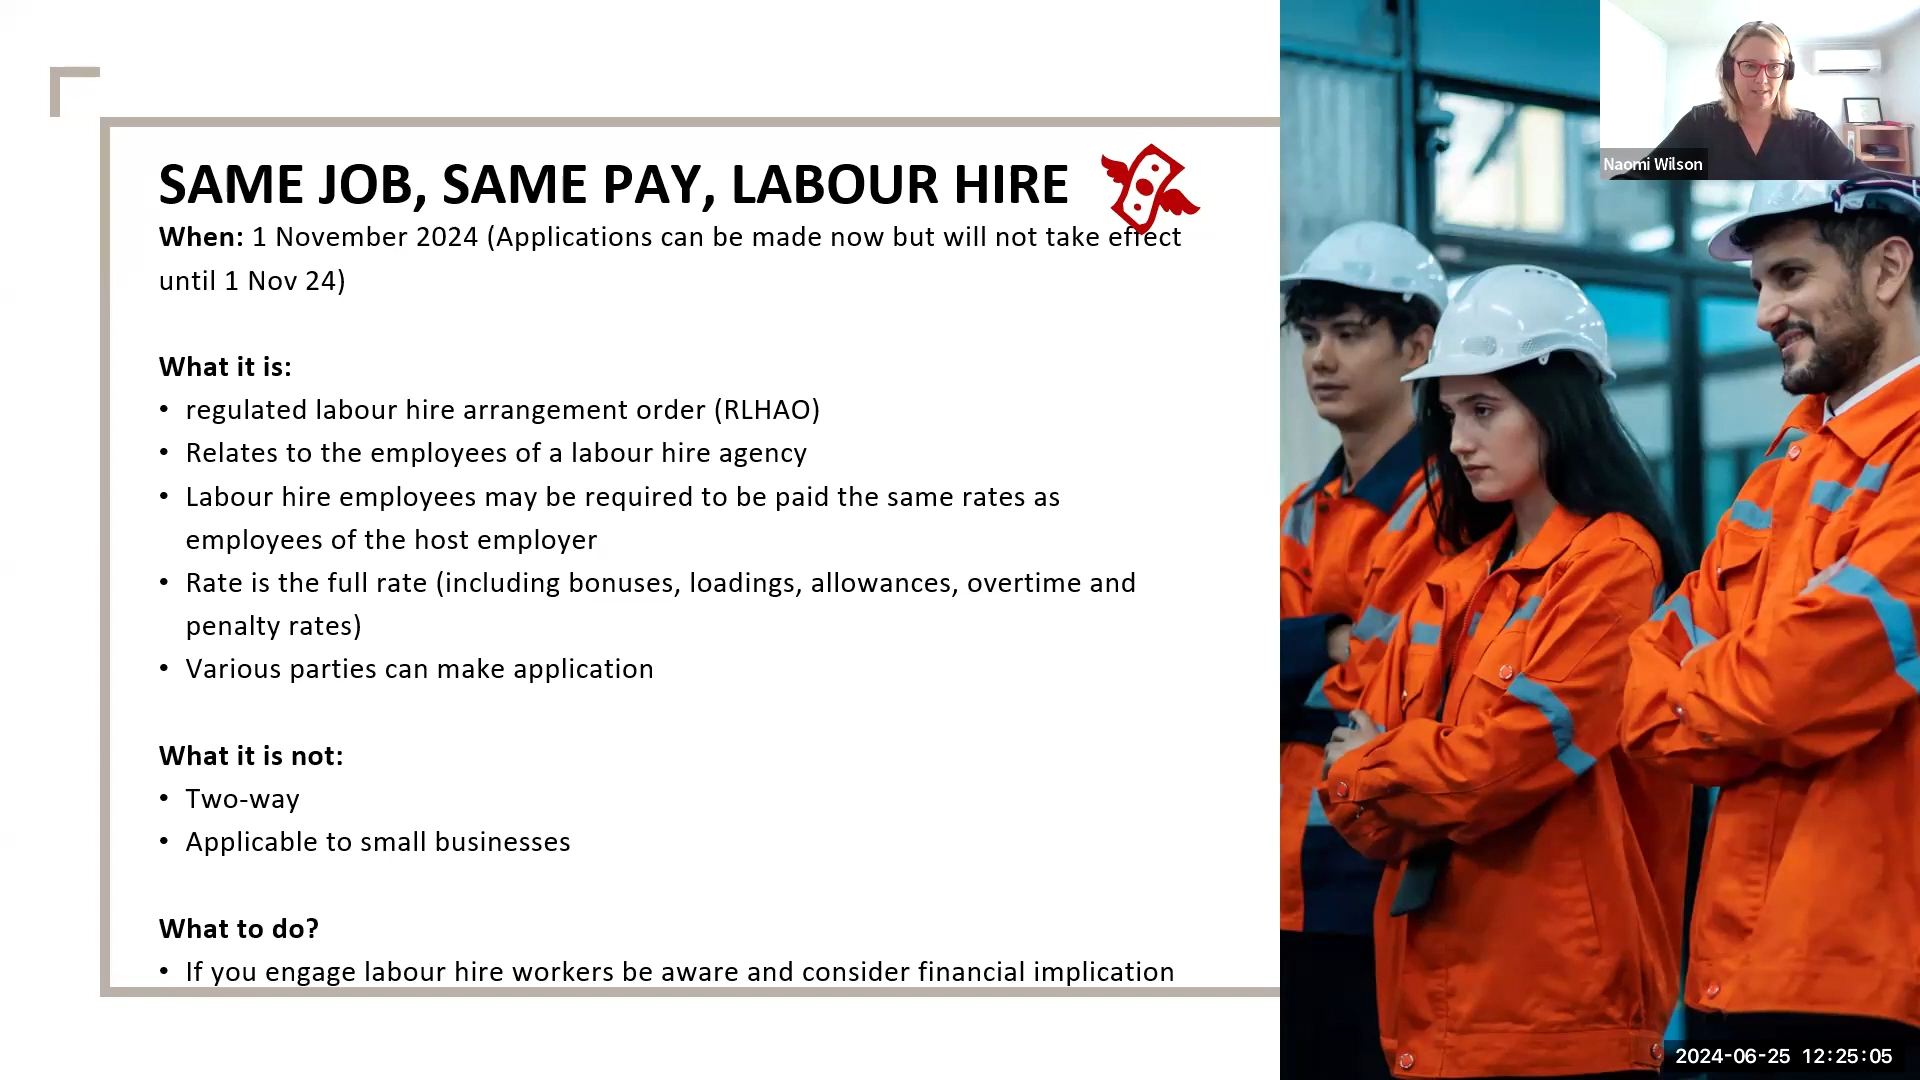 SAME JOB, SAME PAY, LABOUR HIRE
When: 1 November 2024 (Applications can be made now but will not take effect
until 1 Nov 24)
What it is:
• regulated labour hire arrangement order (RLHAO)
• Relates to the employees of a labour hire agency
• Labour hire employees may be required to be paid the same rates as
employees of the host employer
• Rate is the full rate (including bonuses, loadings, allowances, overtime and
penalty rates)
• Various parties can make application
What it is not:
• Two-way
• Applicable to small businesses
What to do?
• If you engage labour hire workers be aware and consider financial implication
Naomi Wilson
2024-06-25 12:25:05